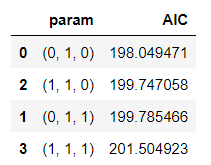 param AIC
0 (0, 1, 0) 198.049471
2 (1, 1, 0) 199.747058
1 (0, 1, 1) 199.785466
3 (1, 1, 1) 201.504923